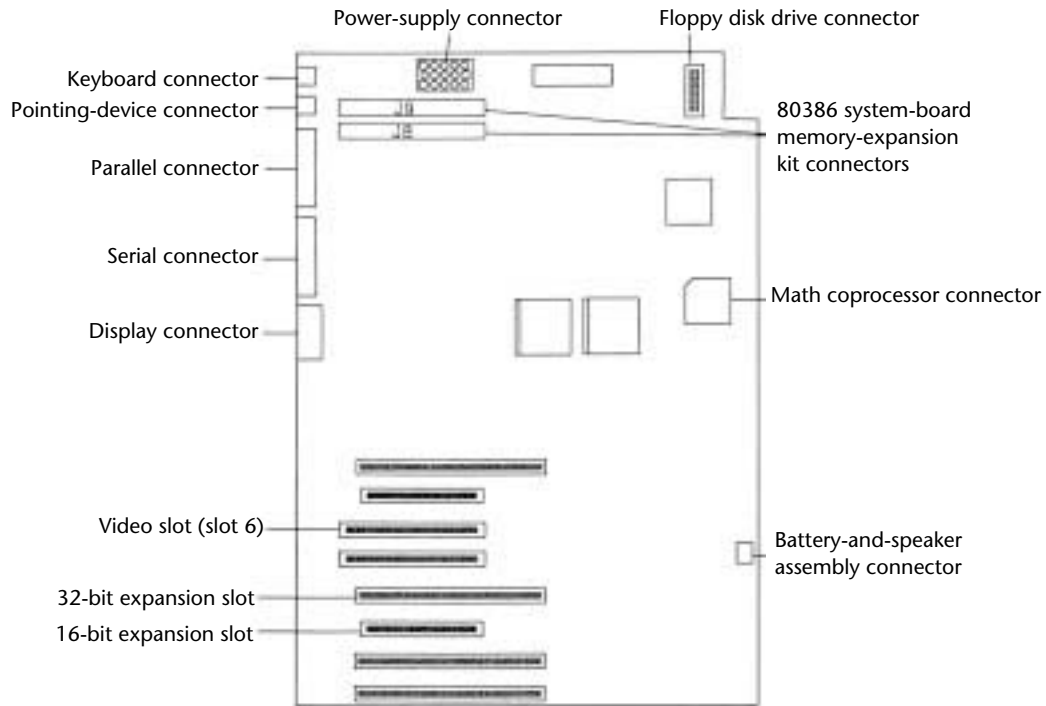 Power-supply connector
Floppy disk drive connector
Keyboard connector
Pointing-device connector
80386 system-board
memory-expansion
kit connectors
Parallel connector
Serial connector
Math coprocessor connector
Display connector
Video slot (slot 6)
Battery-and-speaker
assembly connector
32-bit expansion slot
16-bit expansion slot